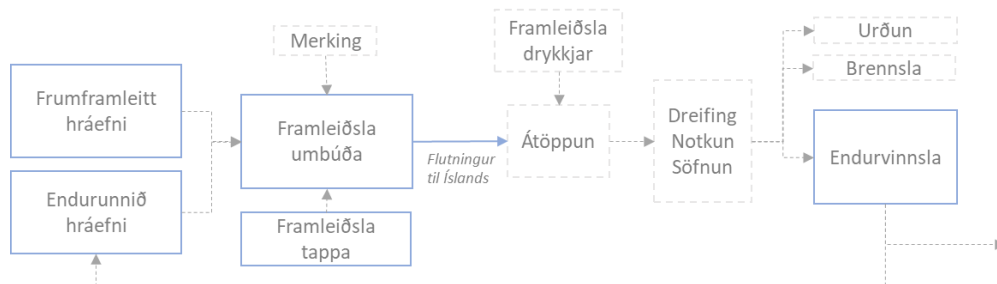 Frumframleitt
hráefni
Endurunnið
hráefni
Merking
Framleiðsla
umbúða
Framleiðsla
tappa
Flutningur
til Íslands
Framleiðsla
drykkjar
Átöppun
Dreifing
Notkun
Söfnun
Urðun
Brennsla
Endurvinnsla